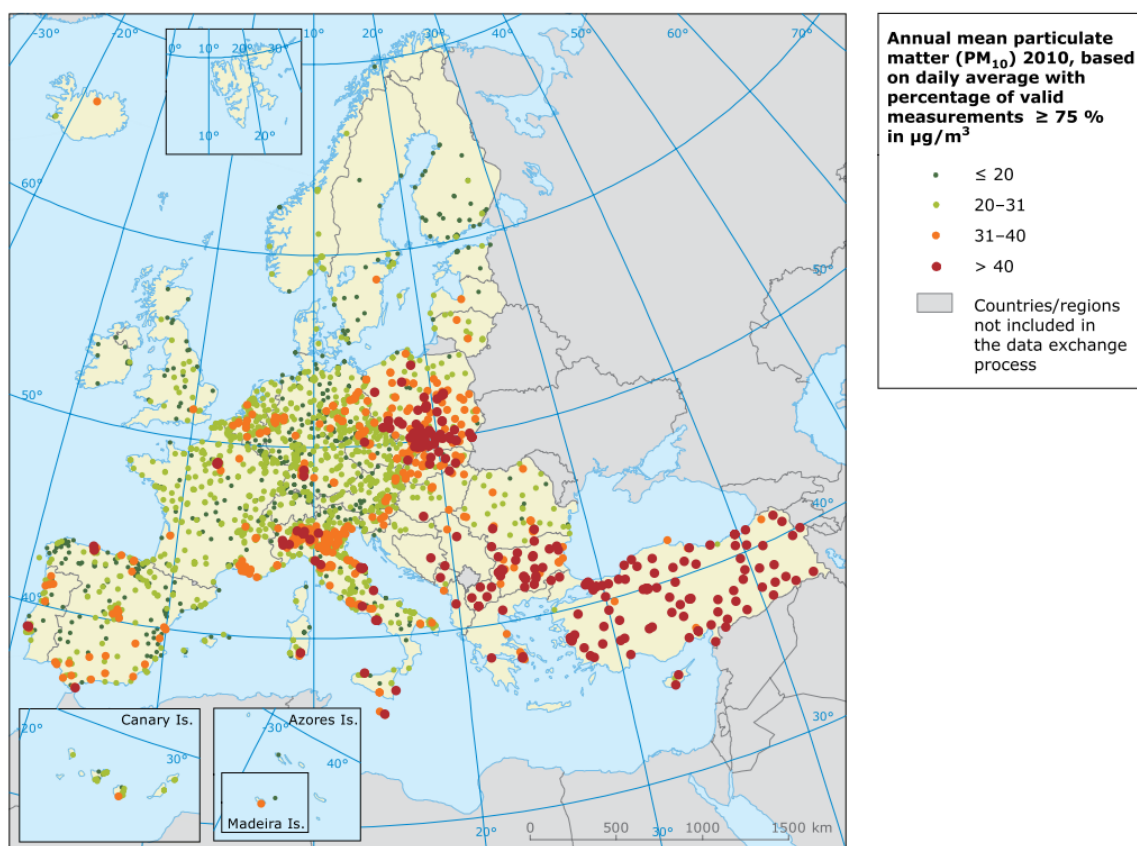 -30°
-20°
0°
20°
30°
-10°
0°
10°
20°
30°
40°
50°
60°
70°
10°
20°
60°
50°
50°
40°
40°
Canary Is.
20°
30°
Azores Is.
-30°
40°
Madeira Is.
30°
20°
30°
0 500 1000 1500 km
Annual mean particulate
matter (PM10) 2010, based
on daily average with
percentage of valid
measurements ≥ 75 %
in µg/m3
≤ 20
20–31
31–40
> 40
Countries/regions
not included in
the data exchange
process